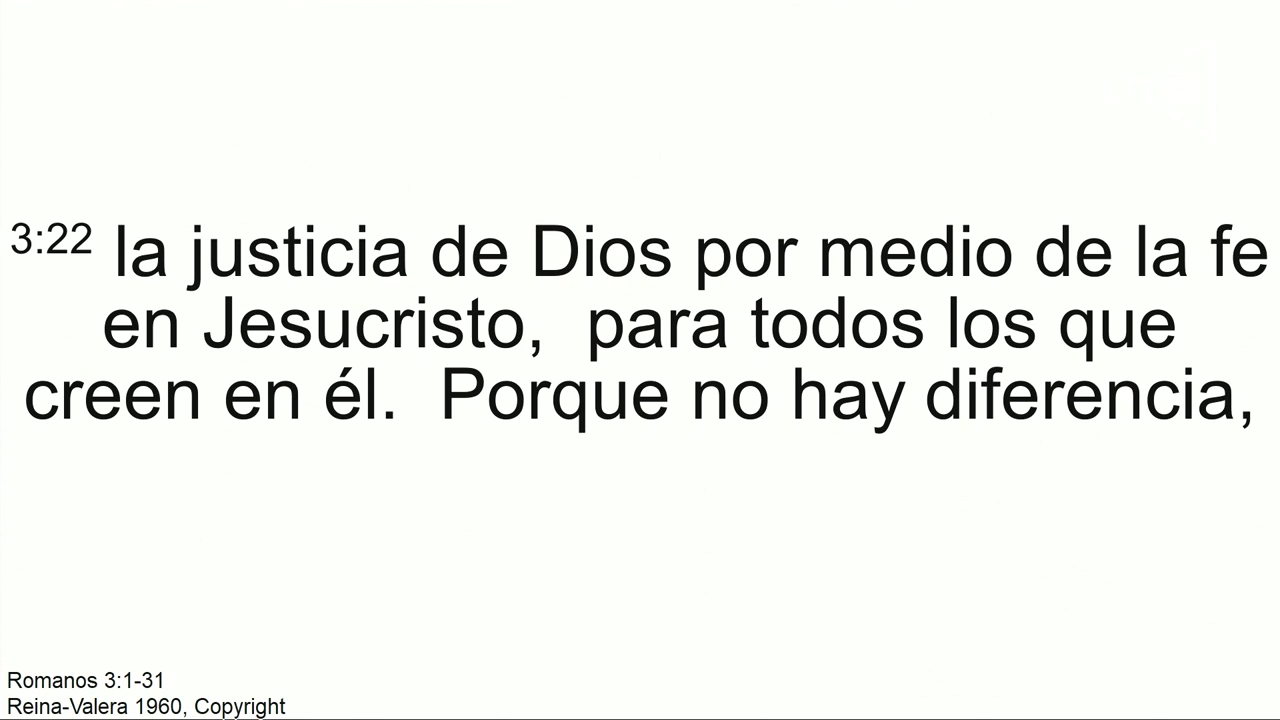 3:22 la justicia de Dios por medio de la fe
en Jesucristo, para todos los que
creen en él. Porque no hay diferencia,
Romanos 3:1-31
Reina-Valera 1960, Copyright